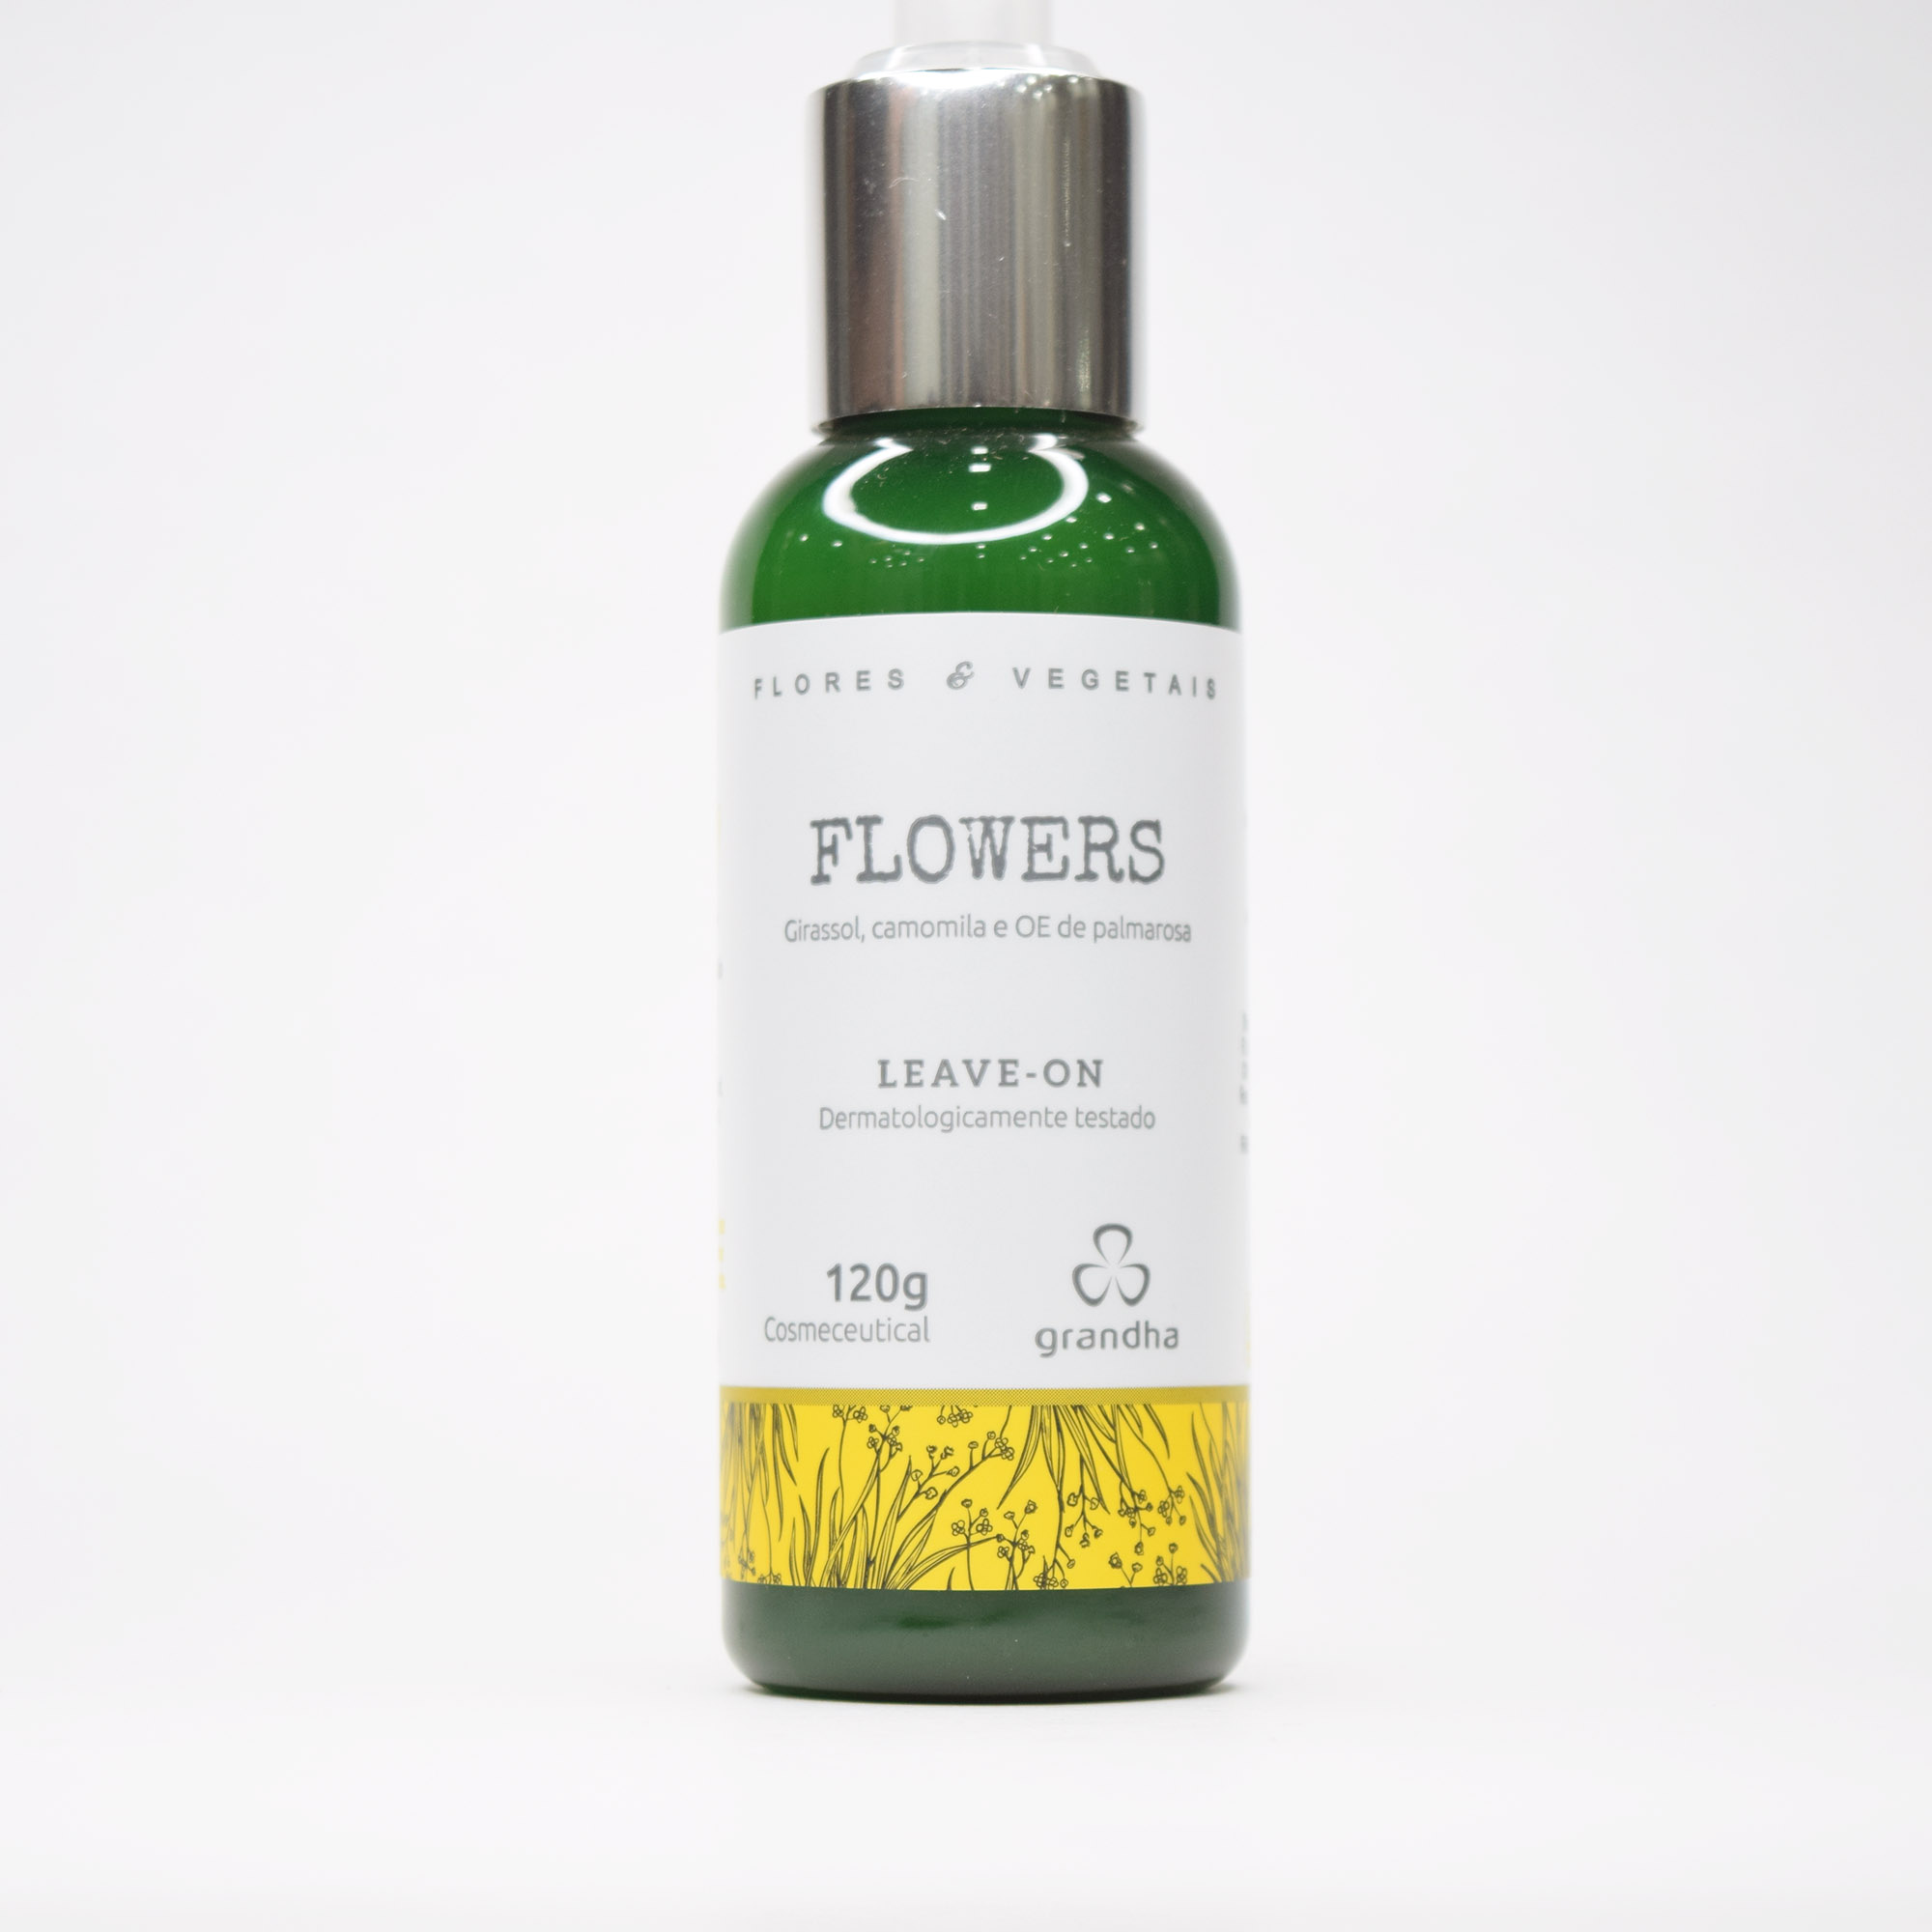 FLORES & VEGETAIS
FLOWERS
Girassol, camomila e OE de palmarosa
LEAVE-ON
Dermatologicamente testado
120g
Cosmeceutical
grandha